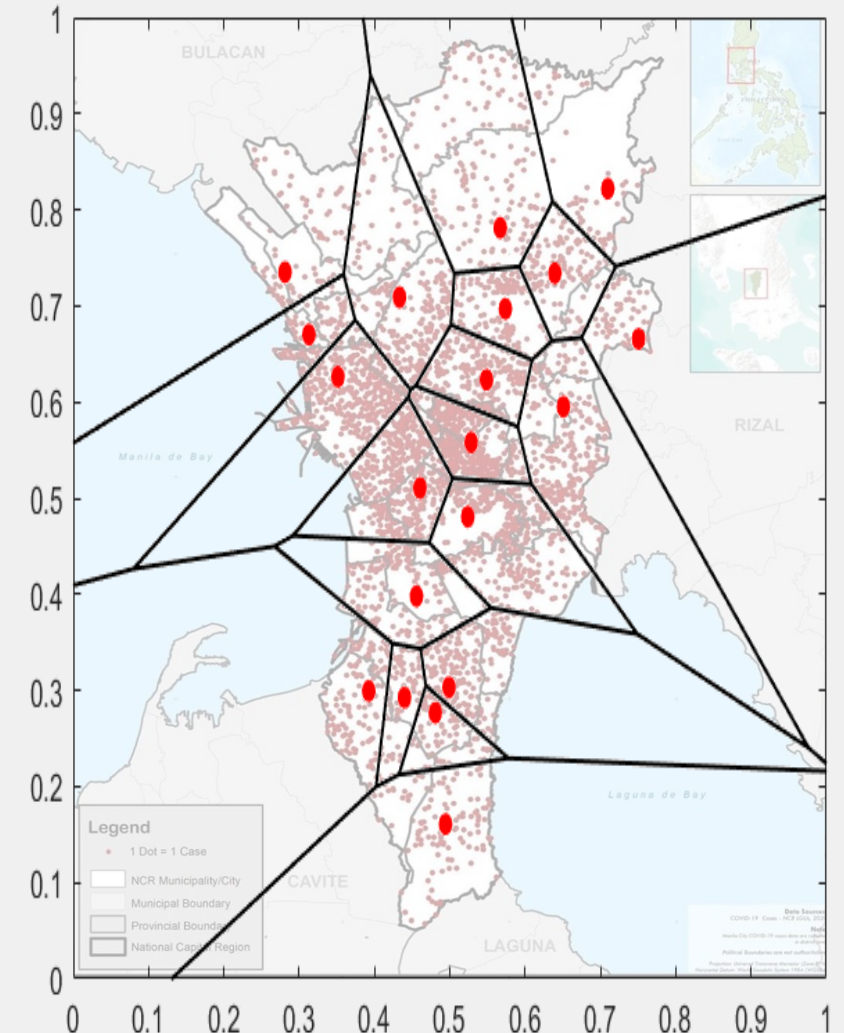 1
BULACAN
0.9
0.8
0.7
0.6
RIZAL
Manila de Bay
0.5
0.4
0.3
0.2
Laguna de Bay
Legend
1 Dot = 1 Case
NCR Municipality/City
CAVITE
0.1
Municipal Boundary
Provincial Boundary
National Capital Region
LAGUNA
0
0 0.1 0.2 0.3 0.4 0.5 0.6 0.7 0.8 0.9 1